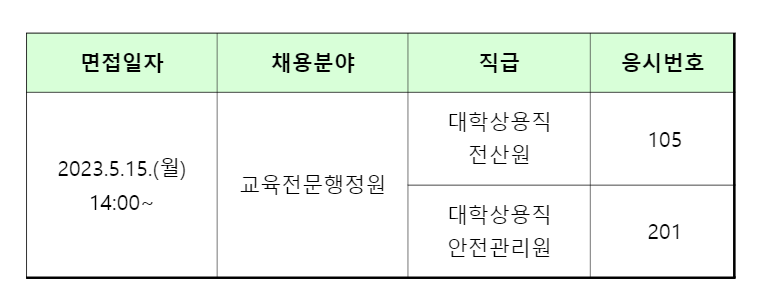 면접일자 채용분야 직급 응시번호
2023.5.15.(월)
14:00~
교육전문행정원
대학상용직
전산원
105
대학상용직
안전관리원
201